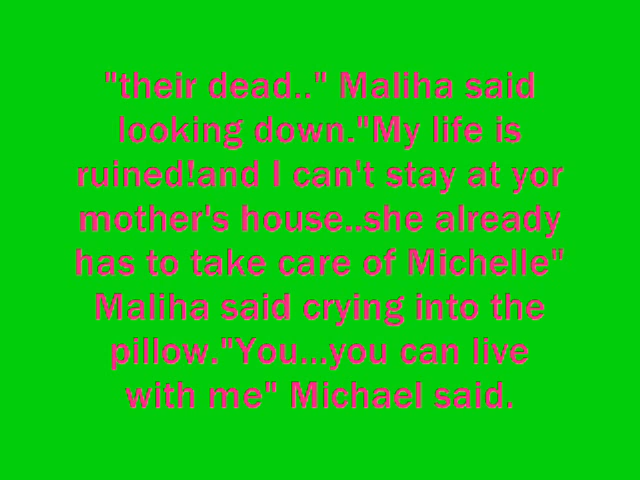 "their dead.." Maliha said
looking down."My life is
ruined!and I can't stay at yor
mother's house..she already
has to take care of Michelle"
Maliha said crying into the
pillow."You...you can live
with me" Michael said.